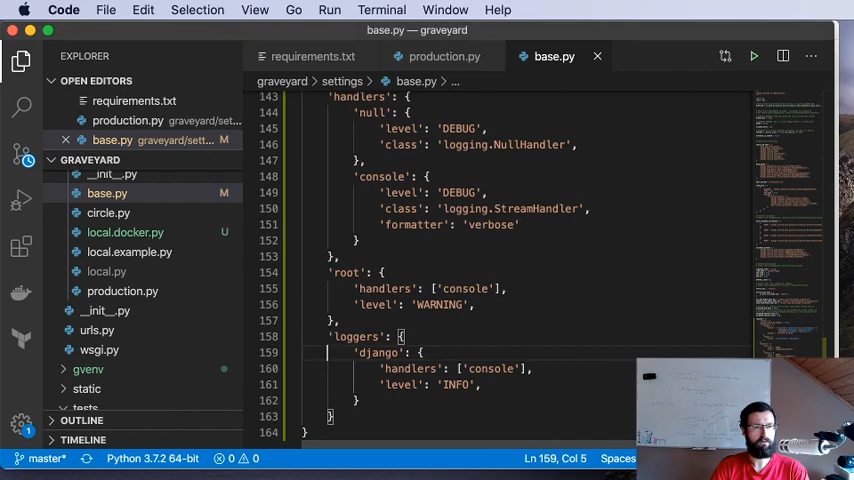 Code File Edit Selection View Go Run Terminal Window Help
base.py — graveyard
EXPLORER
requirements.txt production.py base.py
OPEN EDITORS
graveyard > settings > base.py > ...
requirements.txt
production.py graveyard/sett...
base.py graveyard/sett... M
GRAVEYARD
__init__.py
base.py M
circle.py
local.docker.py U
local.example.py
local.py
production.py
__init__.py
urls.py
wsgi.py
gvenv
static
tests
OUTLINE
TIMELINE
1
143 'handlers': {
144 'null': {
145 'level': 'DEBUG',
146 'class': 'logging.NullHandler',
147 },
148 'console': {
149 'level': 'DEBUG',
150 'class': 'logging.StreamHandler',
151 'formatter': 'verbose'
152 }
153 },
154 'root': {
155 'handlers': ['console'],
156 'level': 'WARNING',
157 },
158 'loggers': {
159 'django': {
160 'handlers': ['console'],
161 'level': 'INFO',
162 }
163 }
164 }
master* Python 3.7.2 64-bit 0 0 Ln 159, Col 5 Spaces